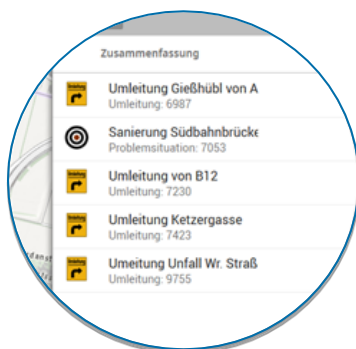 Zusammenfassung
Umleitung Gießhübl von A
Umleitung: 6987
Sanierung Südbahnbrücke
Problemsituation: 7053
Umleitung von B12
Umleitung: 7230
Umleitung Ketzergasse
Umleitung: 7423
Umeitung Unfall Wr. Straß
Umleitung: 9755